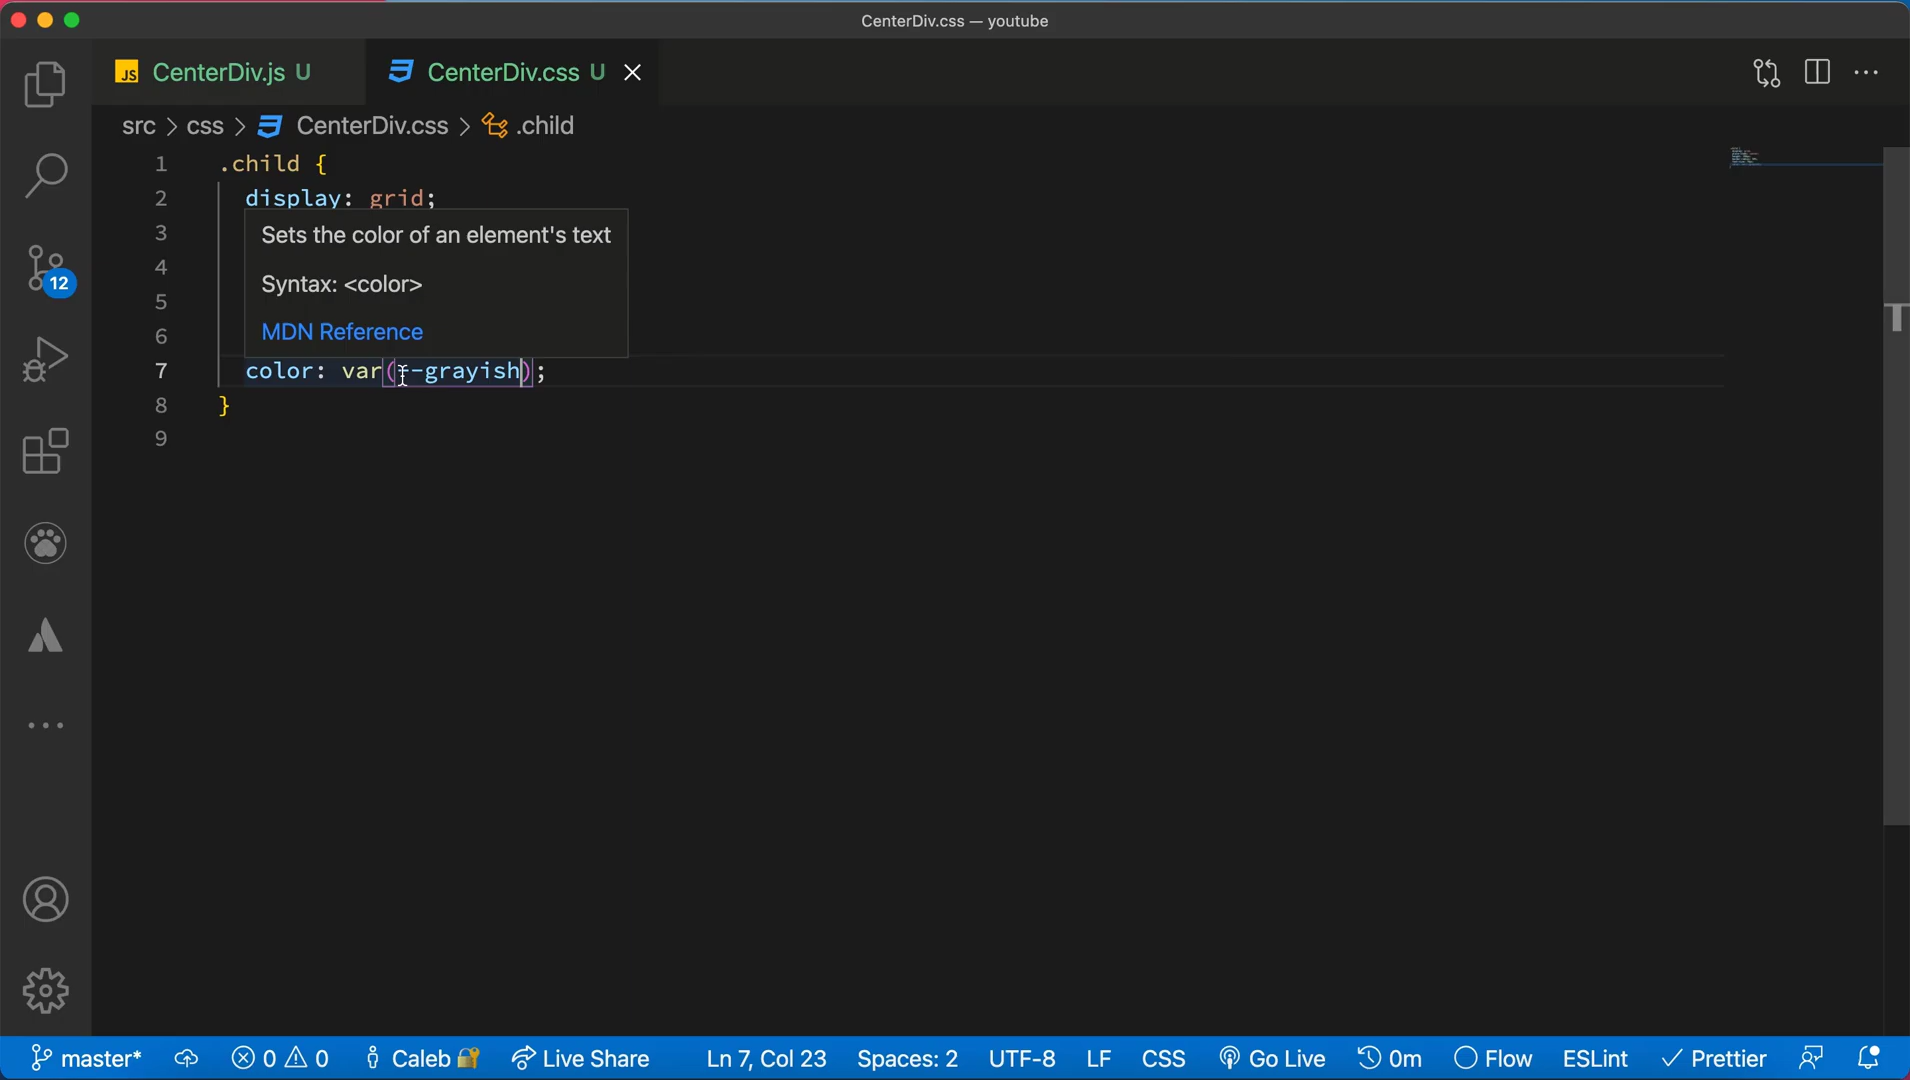 CenterDiv.css — youtube
JS CenterDiv.js U
CenterDiv.css U
src > css > CenterDiv.css > .child
1 .child {
2 display: grid;
3
Sets the color of an element's text
4
Syntax: <color>
5
6
MDN Reference
7 color: var(--grayish);
8 }
9
12
master* 0 0 Caleb Live Share Ln 7, Col 23 Spaces: 2 UTF-8 LF CSS Go Live 0m Flow ESLint Prettier